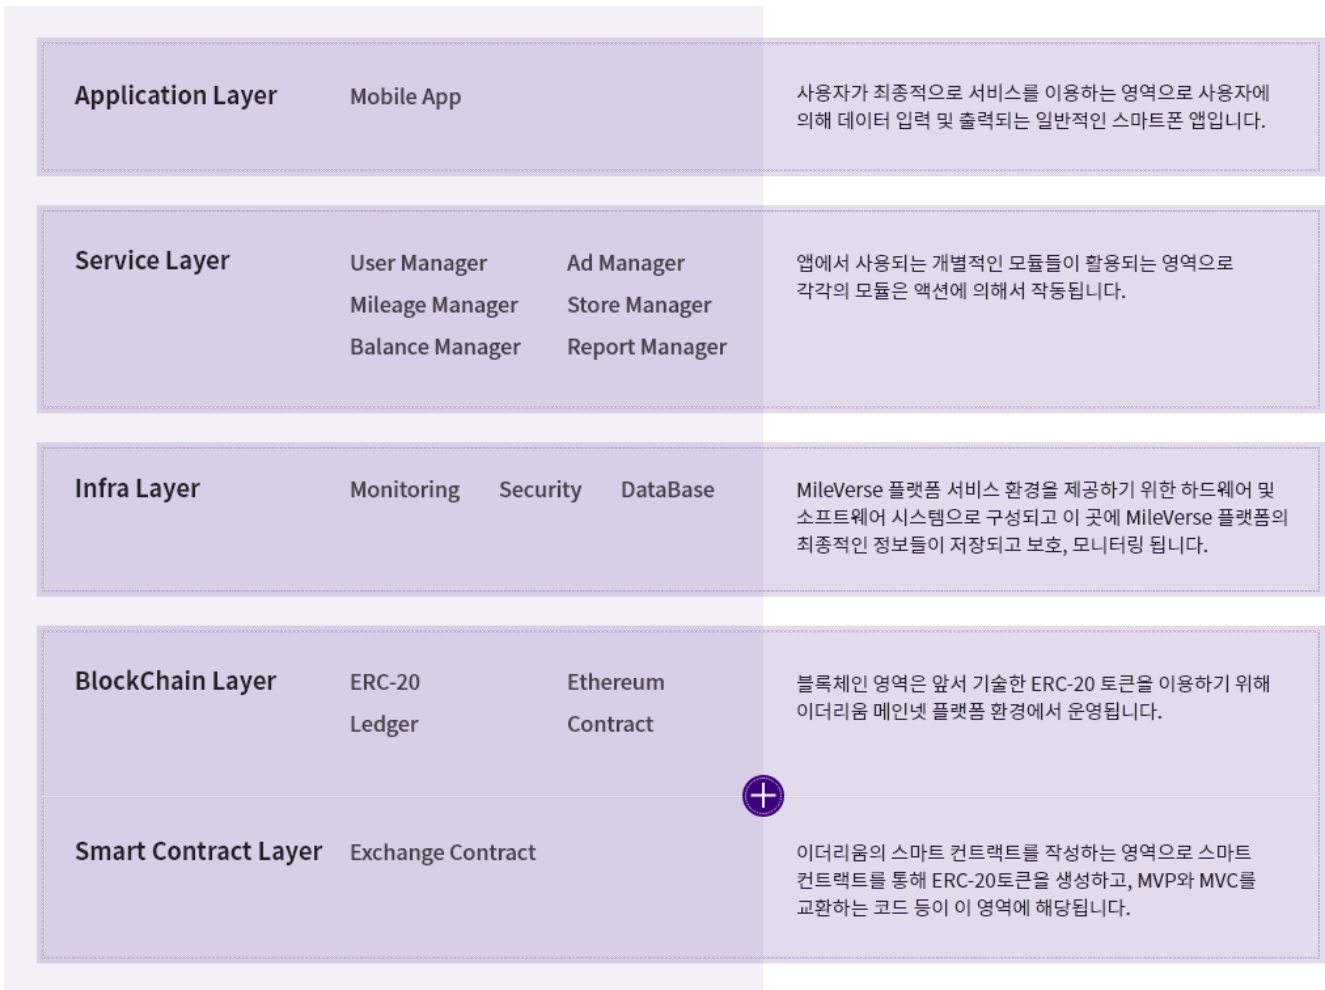 Application Layer
Mobile App
사용자가 최종적으로 서비스를 이용하는 영역으로 사용자에
의해 데이터 입력 및 출력되는 일반적인 스마트폰 앱입니다.
Service Layer
User Manager
Ad Manager
Mileage Manager
Store Manager
Balance Manager
Report Manager
앱에서 사용되는 개별적인 모듈들이 활용되는 영역으로
각각의 모듈은 액션에 의해서 작동됩니다.
Infra Layer
Monitoring
Security
DataBase
MileVerse 플랫폼 서비스 환경을 제공하기 위한 하드웨어 및
소프트웨어 시스템으로 구성되고 이 곳에 MileVerse 플랫폼의
최종적인 정보들이 저장되고 보호, 모니터링 됩니다.
BlockChain Layer
ERC-20
Ethereum
Ledger
Contract
블록체인 영역은 앞서 기술한 ERC-20 토큰을 이용하기 위해
이더리움 메인넷 플랫폼 환경에서 운영됩니다.
Smart Contract Layer
Exchange Contract
이더리움의 스마트 컨트랙트를 작성하는 영역으로 스마트
컨트랙트를 통해 ERC-20토큰을 생성하고, MVP와 MVC를
교환하는 코드 등이 이 영역에 해당됩니다.